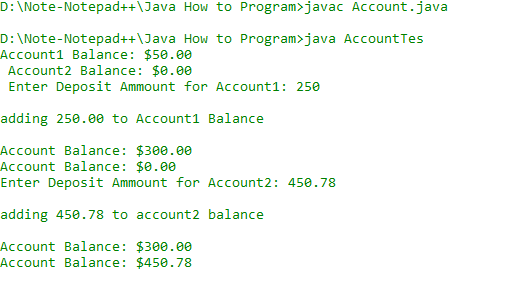 D:\Note-Notepad++\Java How to Program>javac Account.java
D:\Note-Notepad++\Java How to Program>java AccountTes
Account1 Balance: $50.00
Account2 Balance: $0.00
Enter Deposit Ammount for Account1: 250
adding 250.00 to Account1 Balance
Account Balance: $300.00
Account Balance: $0.00
Enter Deposit Ammount for Account2: 450.78
adding 450.78 to account2 balance
Account Balance: $300.00
Account Balance: $450.78